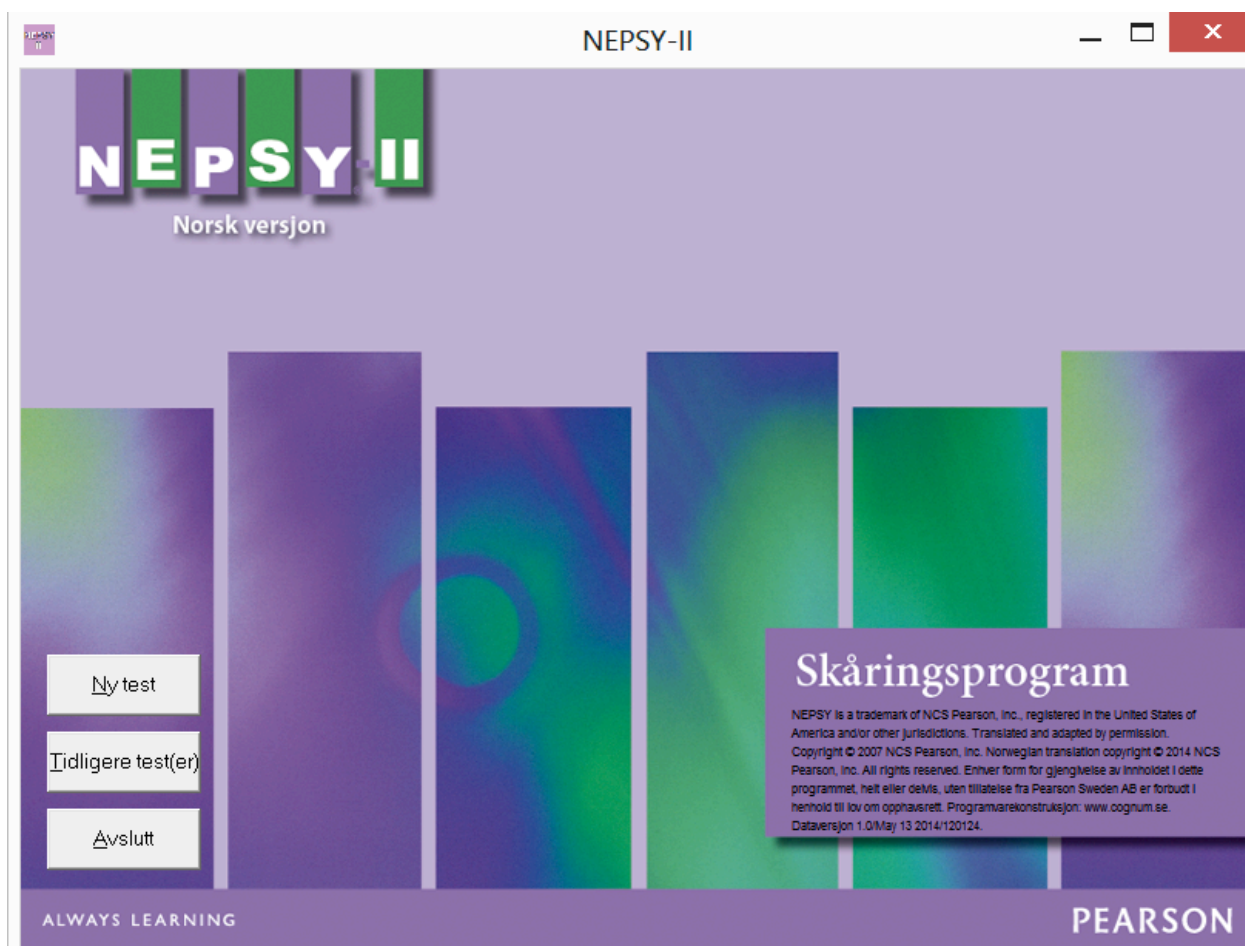 NEPSY-II
NEPSY-II
Norsk versjon
Ny test
Tidligere test(er)
Avslutt
Skåringsprogram
NEPSY is a trademark of NCS Pearson, Inc., registered in the United States of
America and/or other jurisdictions. Translated and adapted by permission.
Copyright © 2007 NCS Pearson, Inc. Norwegian translation copyright © 2014 NCS
Pearson, Inc. All rights reserved. Enhver form for gjengivelse av innholdet i dette
programmet, helt eller delvis, uten tillatelse fra Pearson Sweden AB er forbudt i
henhold til lov om opphavsrett. Programvarekonstruksjon: www.cognum.se.
Dataversjon 1.0/May 13 2014/120124.
ALWAYS LEARNING
PEARSON